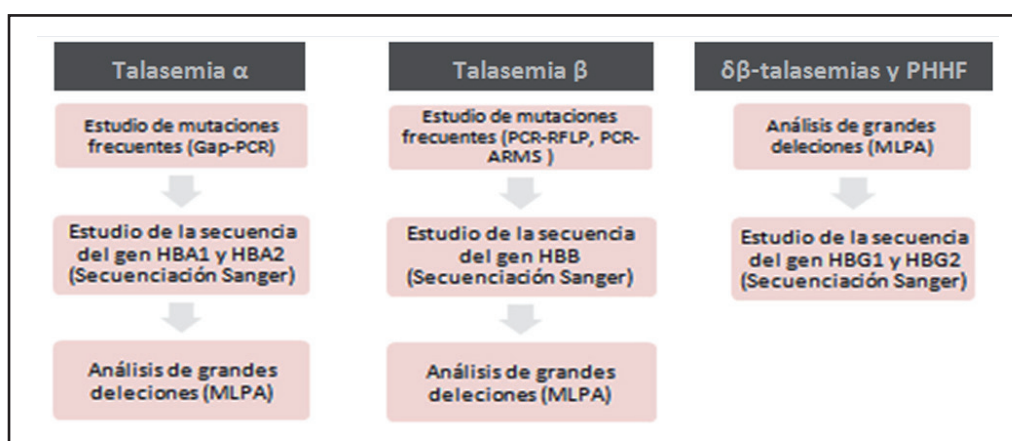 Talasemia α
Estudio de mutaciones
frecuentes (Gap-PCR)
Estudio de la secuencia
del gen HBA1 y HBA2
(Secuenciación Sanger)
Análisis de grandes
deleciones (MLPA)
Talasemia β
Estudio de mutaciones
frecuentes (PCR-RFLP, PCR-
ARMS )
Estudio de la secuencia
del gen HBB
(Secuenciación Sanger)
Análisis de grandes
deleciones (MLPA)
δβ-talasemias y PHHF
Análisis de grandes
deleciones (MLPA)
Estudio de la secuencia
del gen HBG1 y HBG2
(Secuenciación Sanger)